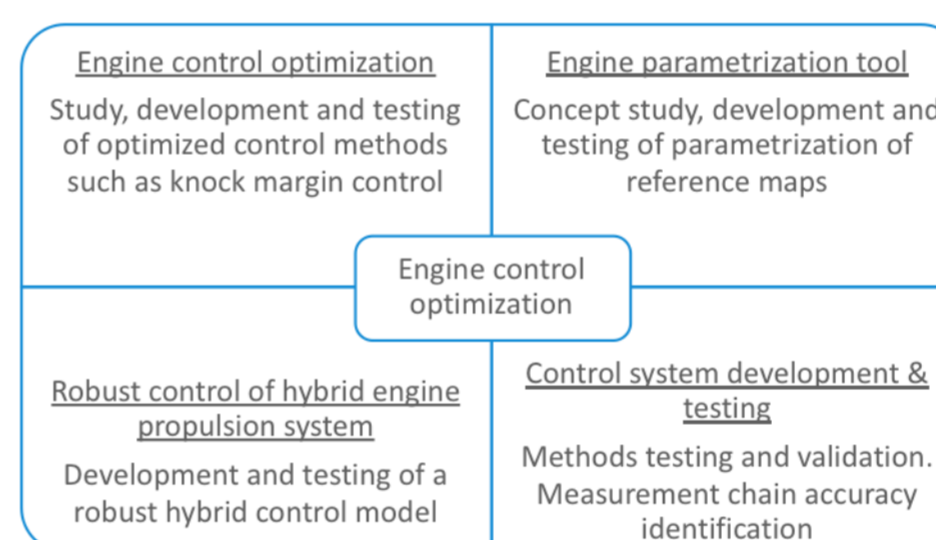 Engine control optimization
Study, development and testing
of optimized control methods
such as knock margin control
Engine parametrization tool
Concept study, development and
testing of parametrization of
reference maps
Engine control
optimization
Robust control of hybrid engine
propulsion system
Development and testing of a
robust hybrid control model
Control system development &
testing
Methods testing and validation.
Measurement chain accuracy
identification